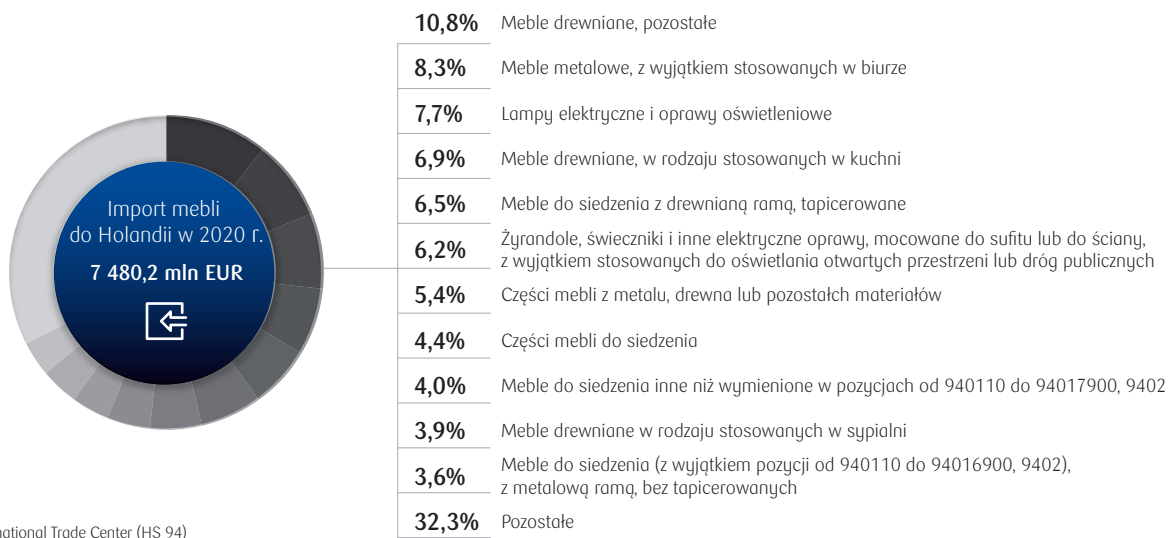 10,8% Meble drewniane, pozostałe
8,3% Meble metalowe, z wyjątkiem stosowanych w biurze
7,7% Lampy elektryczne i oprawy oświetleniowe
6,9% Meble drewniane, w rodzaju stosowanych w kuchni
6,5% Meble do siedzenia z drewnianą ramą, tapicerowane
6,2% Żyrandole, świeczniki i inne elektryczne oprawy, mocowane do sufitu lub do ściany,
z wyjątkiem stosowanych do oświetlania otwartych przestrzeni lub dróg publicznych
5,4% Części mebli z metalu, drewna lub pozostałch materiałów
4,4% Części mebli do siedzenia
4,0% Meble do siedzenia inne niż wymienione w pozycjach od 940110 do 94017900, 9402
3,9% Meble drewniane w rodzaju stosowanych w sypialni
3,6% Meble do siedzenia (z wyjątkiem pozycji od 940110 do 94016900, 9402),
z metalową ramą, bez tapicerowanych
32,3% Pozostałe
Import mebli
do Holandii w 2020 r.
7 480,2 mln EUR
Trade Center (HS 94)